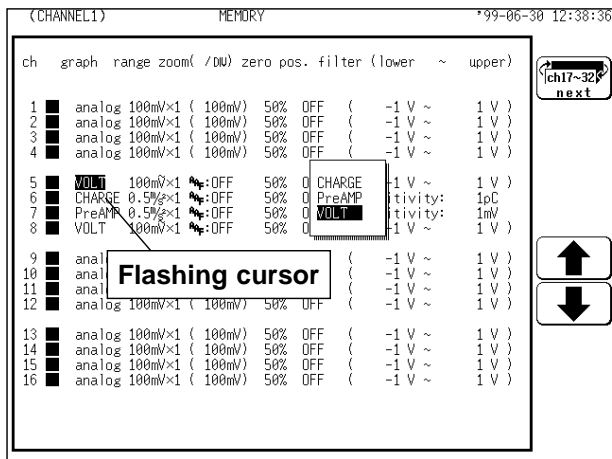 (CHANNEL1) MEMORY '99-06-30 12:38:36
ch graph range zoom( /DIV) zero pos. filter (lower ~ upper)
ch17~32
next
1 analog 100mV×1 ( 100mV) 50% OFF ( -1 V ~ 1 V )
2 analog 100mV×1 ( 100mV) 50% OFF ( -1 V ~ 1 V )
3 analog 100mV×1 ( 100mV) 50% OFF ( -1 V ~ 1 V )
4 analog 100mV×1 ( 100mV) 50% OFF ( -1 V ~ 1 V )
5 VOLT 100mV×1 AAF:OFF 50% O -1 V ~ 1 V )
6 CHARGE 0.5 ×1 AAF:OFF 50% O itivity: 1pC
7 PreAMP 0.5 ×1 AAF:OFF 50% O itivity: 1mV
8 VOLT 100mV×1 AAF:OFF 50% O -1 V ~ 1 V )
CHARGE
PreAMP
VOLT
Flashing cursor
9 anal -1 V ~ 1 V )
10 anal -1 V ~ 1 V )
11 anal -1 V ~ 1 V )
12 analog 100mV×1 ( 100mV) 50% OFF ( -1 V ~ 1 V )
13 analog 100mV×1 ( 100mV) 50% OFF ( -1 V ~ 1 V )
14 analog 100mV×1 ( 100mV) 50% OFF ( -1 V ~ 1 V )
15 analog 100mV×1 ( 100mV) 50% OFF ( -1 V ~ 1 V )
16 analog 100mV×1 ( 100mV) 50% OFF ( -1 V ~ 1 V )